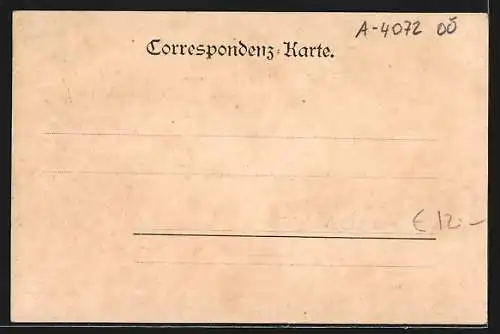 A-4072 OÖ
Correspondenz-Karte.
€ 12.-